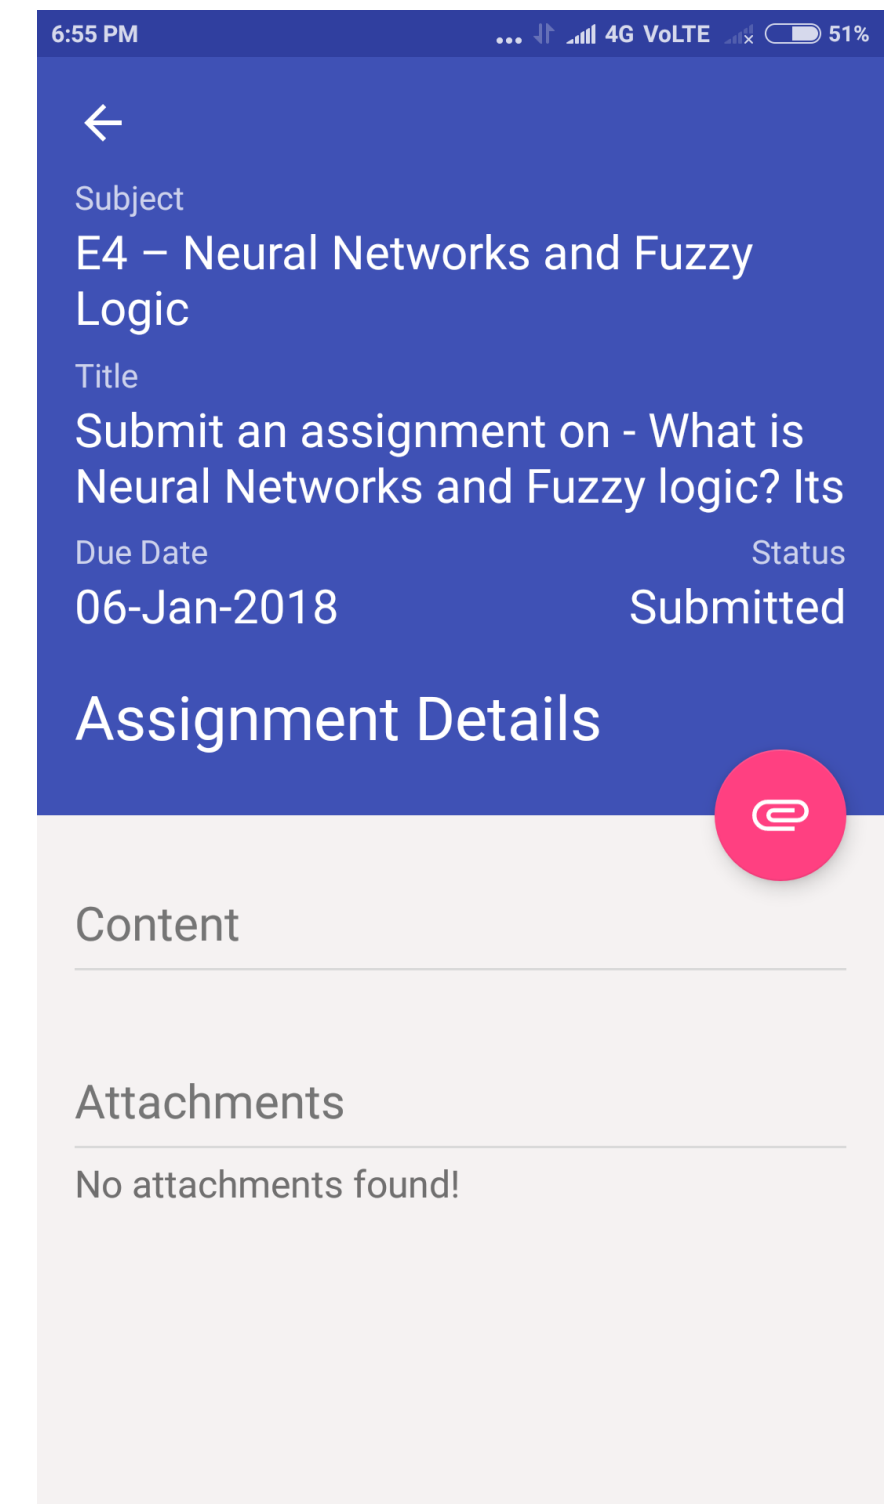 6:55 PM ... 4G VoLTE 51%
Subject
E4 – Neural Networks and Fuzzy
Logic
Title
Submit an assignment on - What is
Neural Networks and Fuzzy logic? Its
Due Date Status
06-Jan-2018 Submitted
Assignment Details
Content
Attachments
No attachments found!